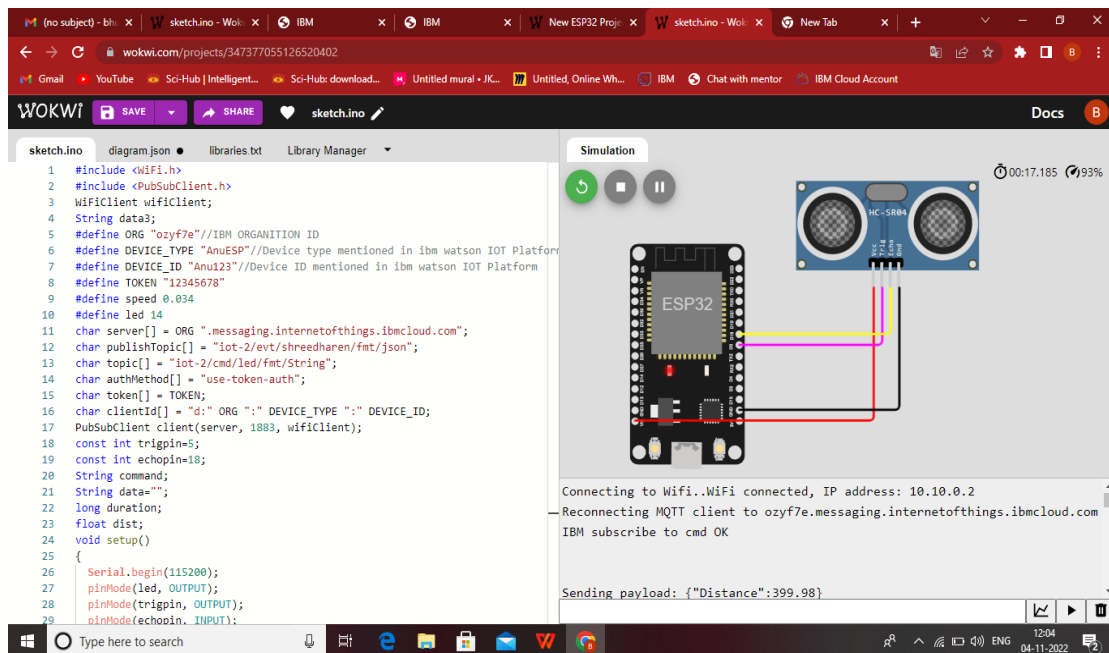 (no subject) - bh
sketch.ino - Wok
IBM
IBM
New ESP32 Proje
sketch.ino - Wok
New Tab
wokwi.com/projects/347377055126520402
B
Gmail
YouTube
Sci-Hub | Intelligent...
Sci-Hub: download...
Untitled mural • JK...
Untitled, Online Wh...
IBM
Chat with mentor
IBM Cloud Account
WOKWi
SAVE
SHARE
sketch.ino
Docs
B
sketch.ino
diagram.json ●
libraries.txt
Library Manager
1 #include <WiFi.h>
2 #include <PubSubClient.h>
3 WiFiClient wifiClient;
4 String data3;
5 #define ORG "ozyf7e"//IBM ORGANITION ID
6 #define DEVICE_TYPE "AnuESP"//Device type mentioned in ibm watson IOT Platform
7 #define DEVICE_ID "Anu123"//Device ID mentioned in ibm watson IOT Platform
8 #define TOKEN "12345678"
9 #define speed 0.034
10 #define led 14
11 char server[] = ORG ".messaging.internetofthings.ibmcloud.com";
12 char publishTopic[] = "iot-2/evt/shreedharen/fmt/json";
13 char topic[] = "iot-2/cmd/led/fmt/String";
14 char authMethod[] = "use-token-auth";
15 char token[] = TOKEN;
16 char clientId[] = "d:" ORG ":" DEVICE_TYPE ":" DEVICE_ID;
17 PubSubClient client(server, 1883, wifiClient);
18 const int trigpin=5;
19 const int echopin=18;
20 String command;
21 String data="";
22 long duration;
23 float dist;
24 void setup()
25 {
26 Serial.begin(115200);
27 pinMode(led, OUTPUT);
28 pinMode(trigpin, OUTPUT);
29 pinMode(echopin, INPUT);
Simulation
00:17.185
93%
HC-SR04
Vcc
Trig
Echo
Gnd
ESP32
Connecting to Wifi..WiFi connected, IP address: 10.10.0.2
Reconnecting MQTT client to ozyf7e.messaging.internetofthings.ibmcloud.com
IBM subscribe to cmd OK
Sending payload: {"Distance":399.98}
Type here to search
ENG
12:04
04-11-2022
2